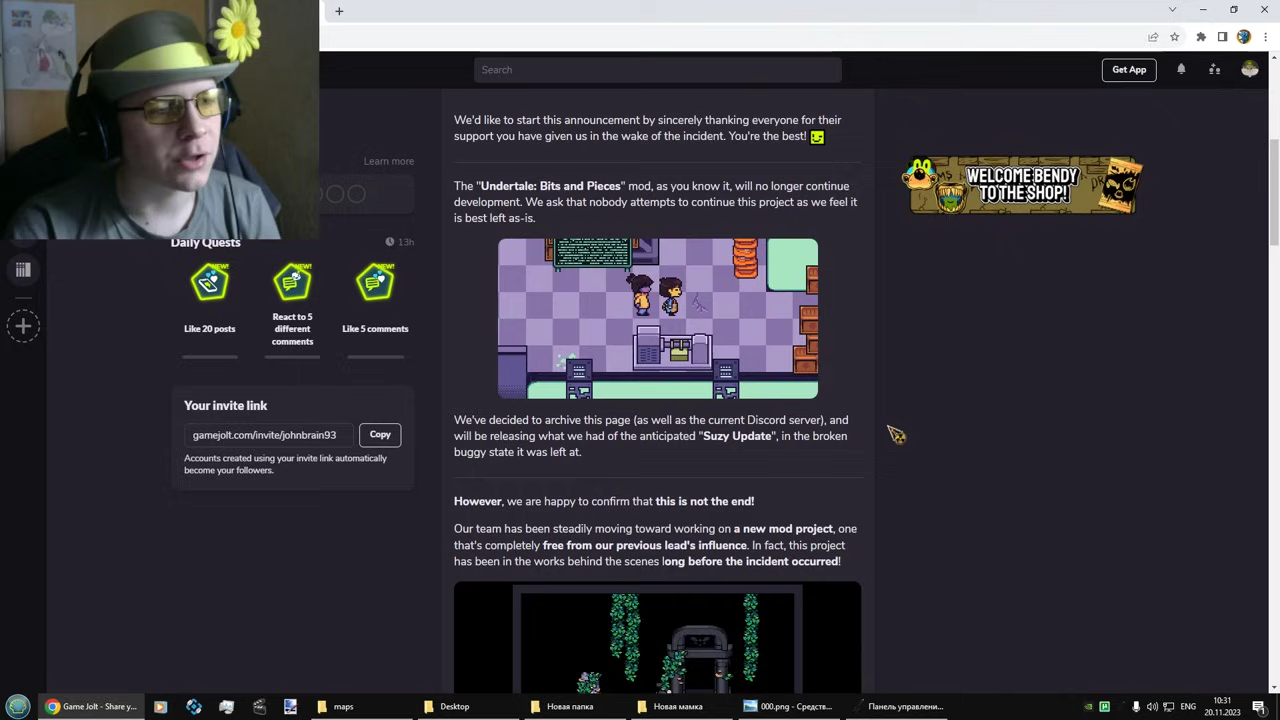 Search
Get App
We'd like to start this announcement by sincerely thanking everyone for their
support you have given us in the wake of the incident. You're the best!
Learn more
The "Undertale: Bits and Pieces" mod, as you know it, will no longer continue
development. We ask that nobody attempts to continue this project as we feel it
is best left as-is.
WELCOME BENDY
TO THE SHOP!
Daily Quests
13h
NEW!
NEW!
NEW!
Like 20 posts
React to 5
different
comments
Like 5 comments
Your invite link
gamejolt.com/invite/johnbrain93
Copy
Accounts created using your invite link automatically
become your followers.
We've decided to archive this page (as well as the current Discord server), and
will be releasing what we had of the anticipated "Suzy Update", in the broken
buggy state it was left at.
However, we are happy to confirm that this is not the end!
Our team has been steadily moving toward working on a new mod project, one
that's completely free from our previous lead's influence. In fact, this project
has been in the works behind the scenes long before the incident occurred!
Game Jolt - Share y...
maps
Desktop
Новая папка
Новая мамка
000.png - Средств...
Панель управлени...
ENG
10:31
20.11.2023